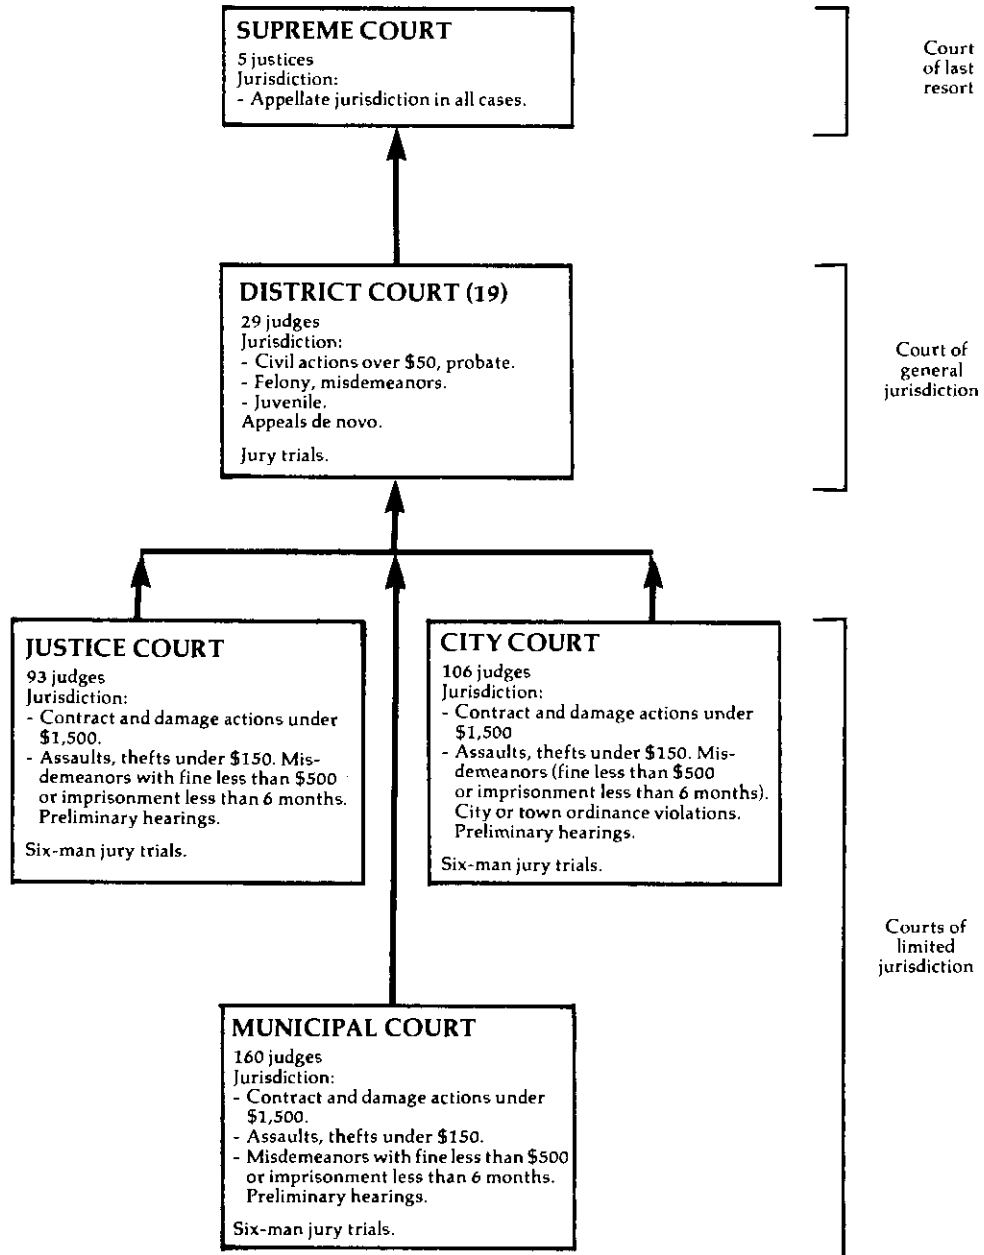 SUPREME COURT
5 justices
Jurisdiction:
- Appellate jurisdiction in all cases.
Court
of last
resort
DISTRICT COURT (19)
29 judges
Jurisdiction:
- Civil actions over $50, probate.
- Felony, misdemeanors.
- Juvenile.
Appeals de novo.
Jury trials.
Court of
general
jurisdiction
JUSTICE COURT
93 judges
Jurisdiction:
- Contract and damage actions under
$1,500.
- Assaults, thefts under $150. Mis-
demeanors with fine less than $500
or imprisonment less than 6 months.
Preliminary hearings.
Six-man jury trials.
CITY COURT
106 judges
Jurisdiction:
- Contract and damage actions under
$1,500
- Assaults, thefts under $150. Mis-
demeanors (fine less than $500
or imprisonment less than 6 months).
City or town ordinance violations.
Preliminary hearings.
Six-man jury trials.
Courts of
limited
jurisdiction
MUNICIPAL COURT
160 judges
Jurisdiction:
- Contract and damage actions under
$1,500.
- Assaults, thefts under $150.
- Misdemeanors with fine less than $500
or imprisonment less than 6 months.
Preliminary hearings.
Six-man jury trials.